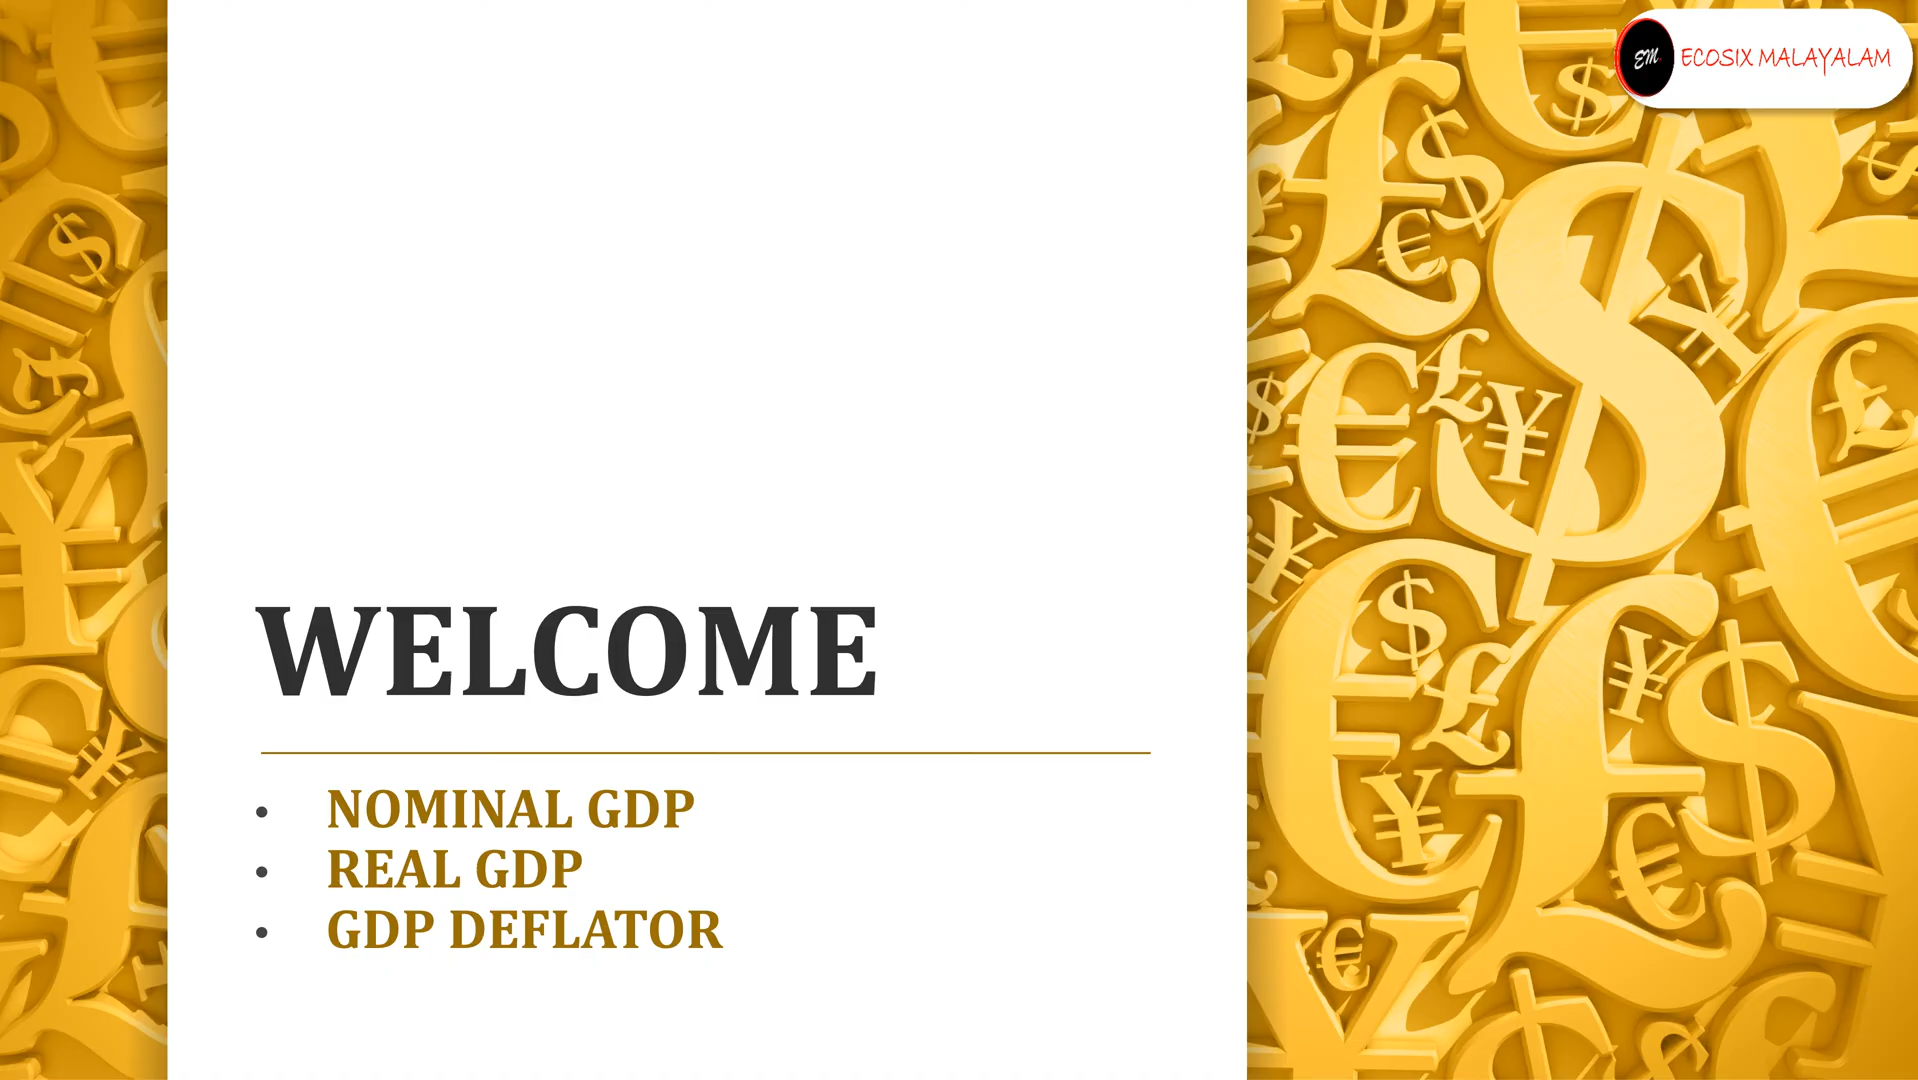 EM ECOSIX MALAYALAM
WELCOME
• NOMINAL GDP
• REAL GDP
• GDP DEFLATOR